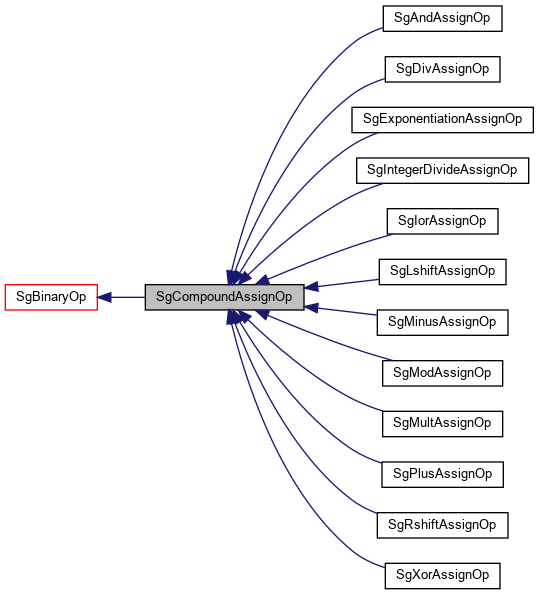 SgAndAssignOp
SgDivAssignOp
SgExponentiationAssignOp
SgIntegerDivideAssignOp
SgIorAssignOp
SgLshiftAssignOp
SgBinaryOp
SgCompoundAssignOp
SgMinusAssignOp
SgModAssignOp
SgMultAssignOp
SgPlusAssignOp
SgRshiftAssignOp
SgXorAssignOp